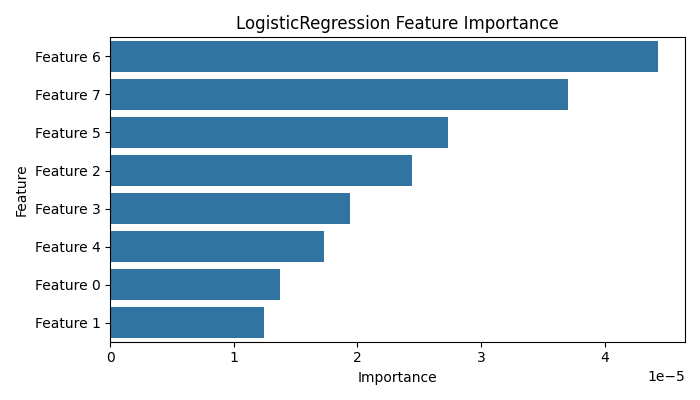 LogisticRegression Feature Importance
Feature
Feature 6
Feature 7
Feature 5
Feature 2
Feature 3
Feature 4
Feature 0
Feature 1
0 1 2 3 4
1e−5
Importance